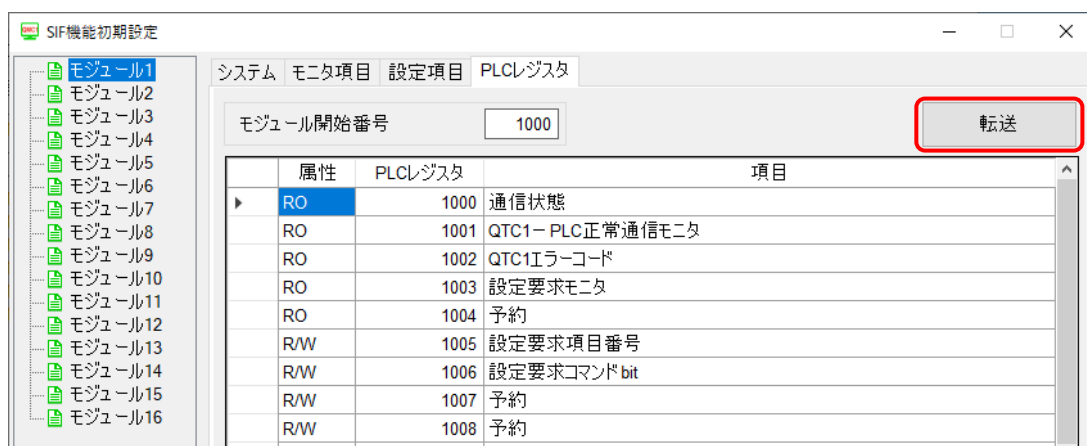 SIF機能初期設定
モジュール1
モジュール2
モジュール3
モジュール4
モジュール5
モジュール6
モジュール7
モジュール8
モジュール9
モジュール10
モジュール11
モジュール12
モジュール13
モジュール14
モジュール15
モジュール16
システム モニタ項目 設定項目 PLCレジスタ
モジュール開始番号 1000 転送
属性 PLCレジスタ 項目
RO 1000 通信状態
RO 1001 QTC1-PLC正常通信モニタ
RO 1002 QTC1エラーコード
RO 1003 設定要求モニタ
RO 1004 予約
R/W 1005 設定要求項目番号
R/W 1006 設定要求コマンドbit
R/W 1007 予約
R/W 1008 予約